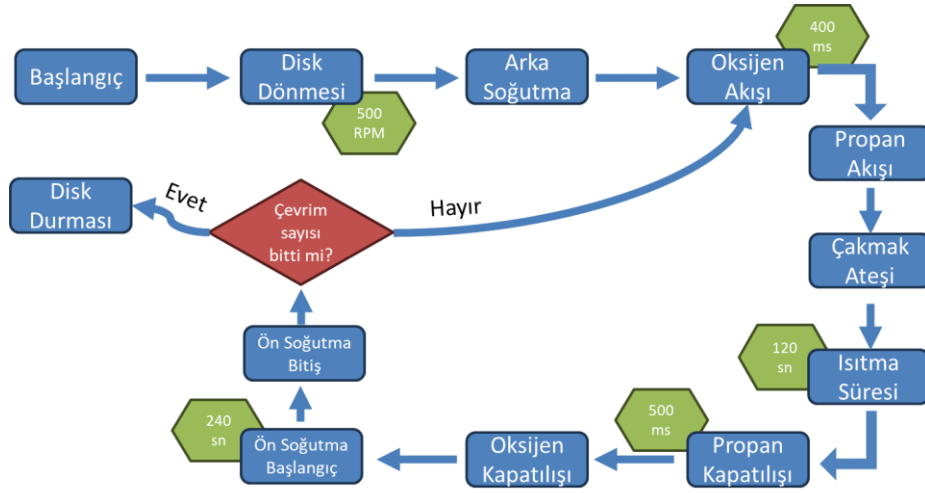 Başlangıç
Disk
Dönmesi
500
RPM
Arka
Soğutma
Oksijen
Akışı
400
ms
Propan
Akışı
Çakmak
Ateşi
120
sn
Isıtma
Süresi
500
ms
Propan
Kapatılışı
Oksijen
Kapatılışı
240
sn
Ön Soğutma
Başlangıç
Ön Soğutma
Bitiş
Çevrim
sayısı
bitti mi?
Hayır
Evet
Disk
Durması